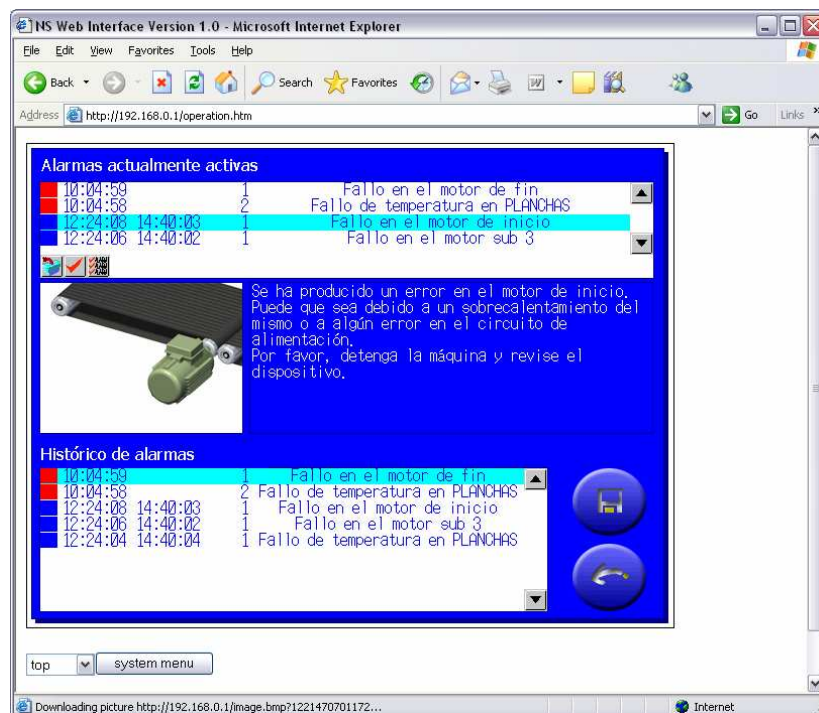 NS Web Interface Version 1.0 - Microsoft Internet Explorer
File Edit View Favorites Tools Help
Back Search Favorites
Address http://192.168.0.1/operation.htm Go Links »
Alarmas actualmente activas
10:04:59 1 Fallo en el motor de fin
10:04:58 2 Fallo de temperatura en PLANCHAS
12:24:08 14:40:03 1 Fallo en el motor de inicio
12:24:06 14:40:02 1 Fallo en el motor sub 3
Se ha producido un error en el motor de inicio.
Puede que sea debido a un sobrecalentamiento del
mismo o a algún error en el circuito de
alimentación.
Por favor, detenga la máquina y revise el
dispositivo.
Histórico de alarmas
10:04:59 1 Fallo en el motor de fin
10:04:58 2 Fallo de temperatura en PLANCHAS
12:24:08 14:40:03 1 Fallo en el motor de inicio
12:24:06 14:40:02 1 Fallo en el motor sub 3
12:24:04 14:40:04 1 Fallo de temperatura en PLANCHAS
top system menu
Downloading picture http://192.168.0.1/image.bmp?1221470701172... Internet